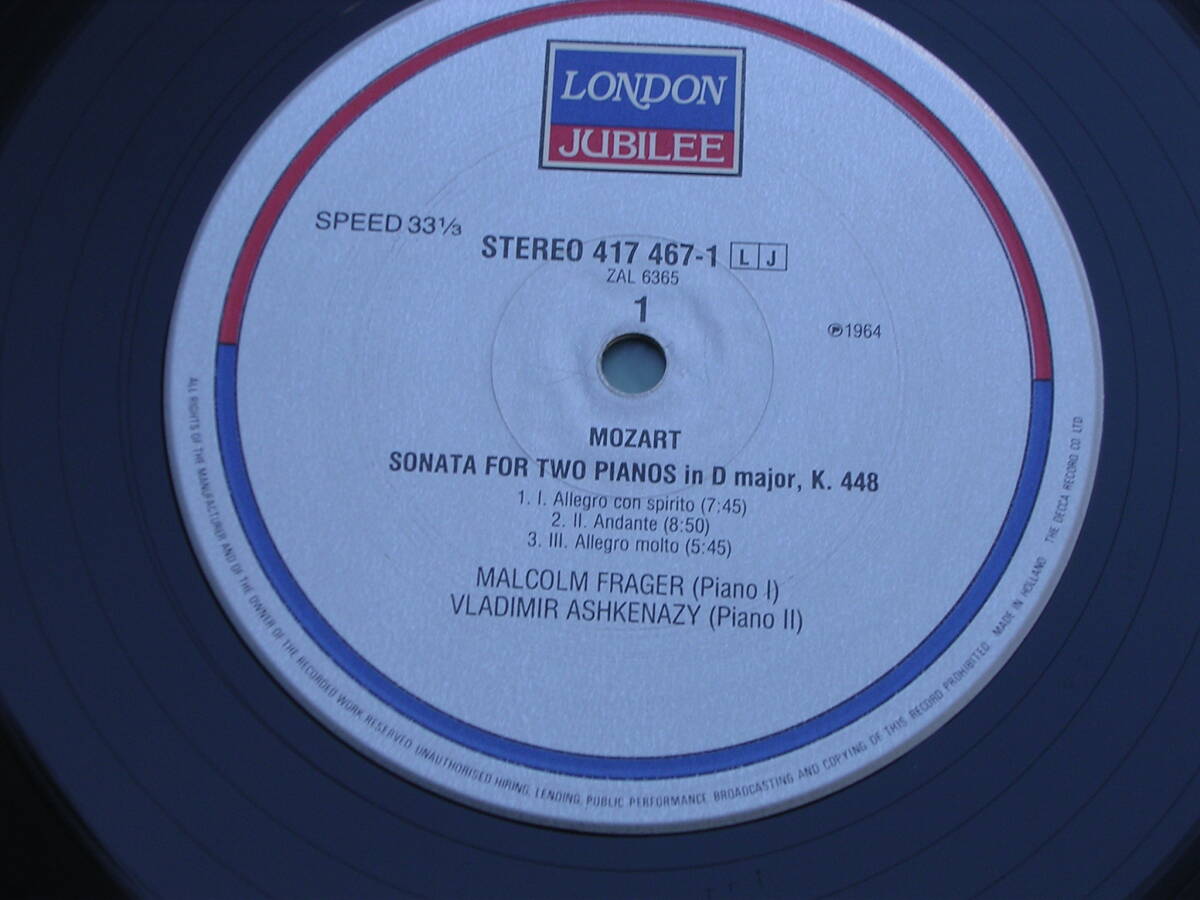 LONDON
JUBILEE
SPEED 33⅓
STEREO 417 467-1 L J
ZAL 6365
1
℗1964
MOZART
SONATA FOR TWO PIANOS in D major, K. 448
1. I. Allegro con spirito (7:45)
2. II. Andante (8:50)
3. III. Allegro molto (5:45)
MALCOLM FRAGER (Piano I)
VLADIMIR ASHKENAZY (Piano II)
ALL RIGHTS OF THE MANUFACTURER AND OF THE OWNER OF THE RECORDED WORK RESERVED. UNAUTHORISED HIRING, LENDING, PUBLIC PERFORMANCE, BROADCASTING AND COPYING OF THIS RECORD PROHIBITED MADE IN HOLLAND THE DECCA RECORD CO LTD